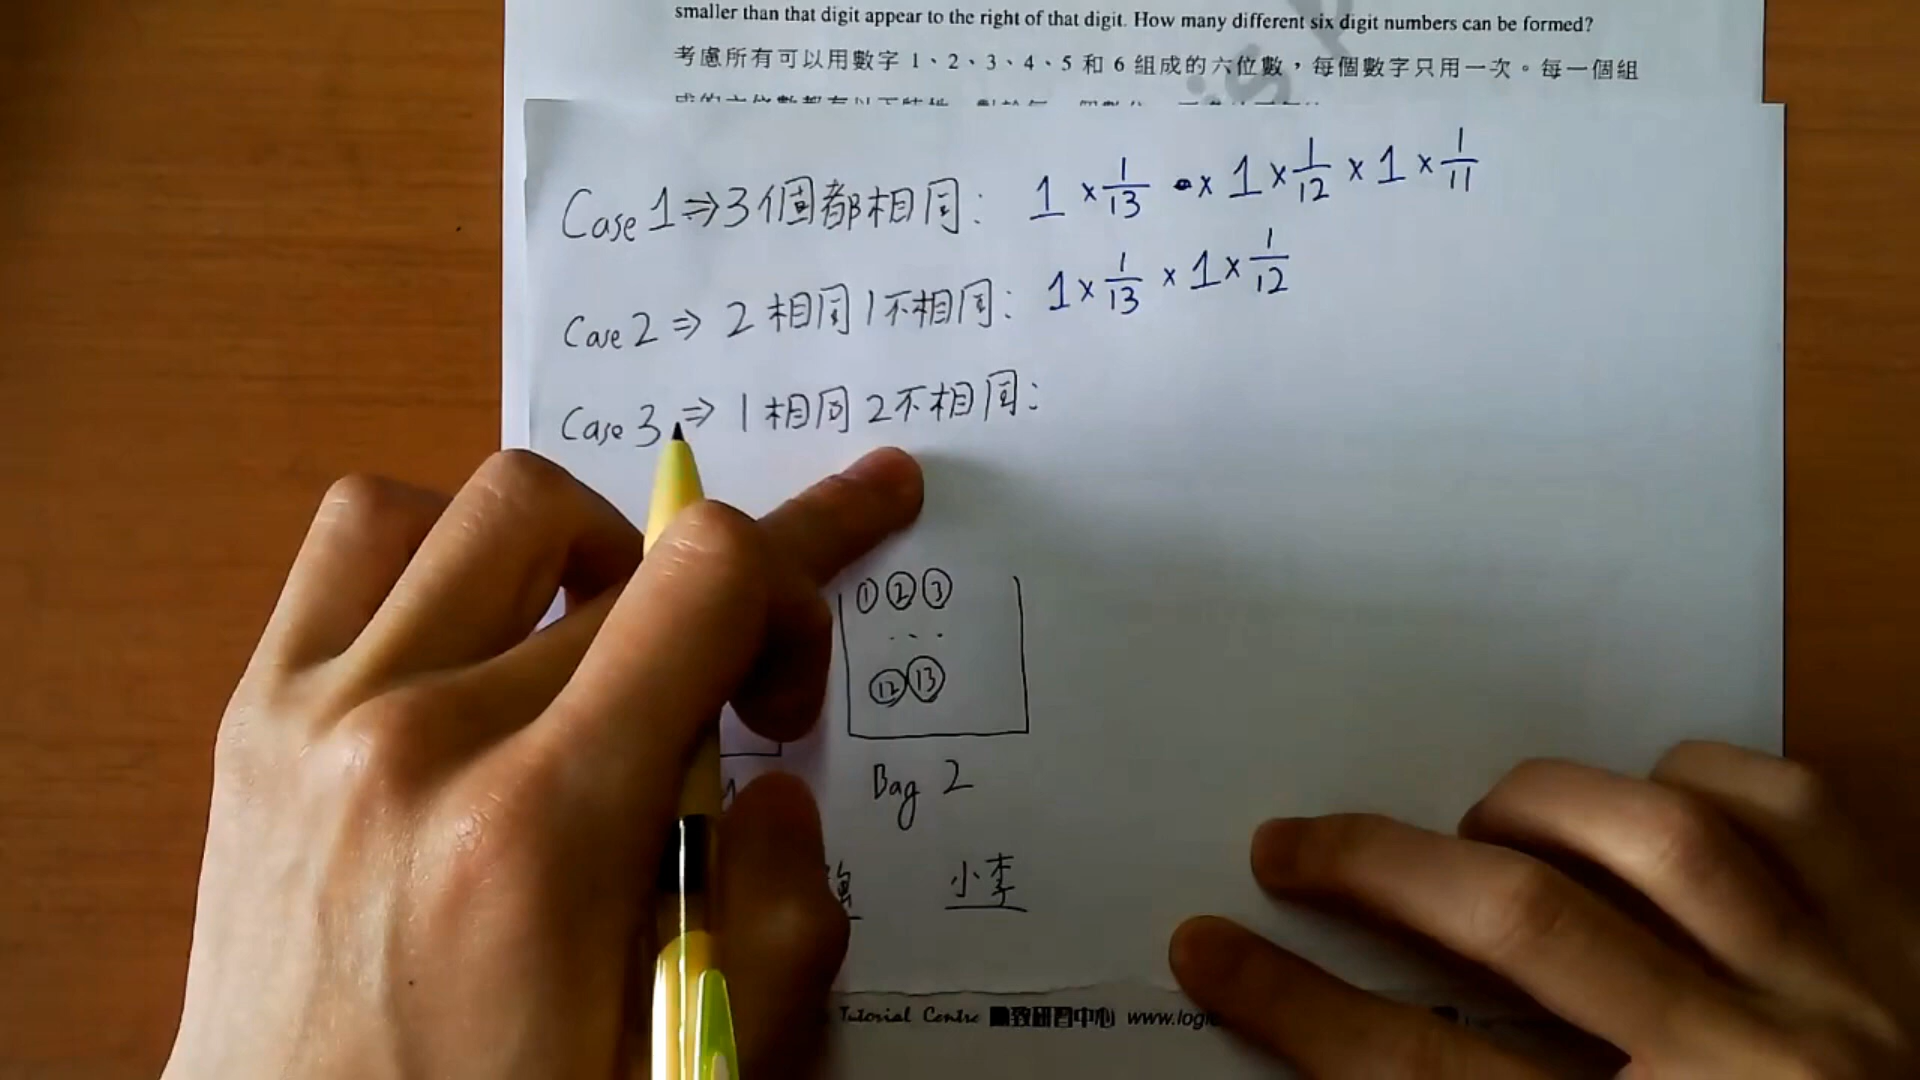 smaller than that digit appear to the right of that digit. How many different six digit numbers can be formed?
考慮所有可以用數字 1、2、3、4、5 和 6 組成的六位數，每個數字只用一次。每一個組
Case 1 ⇒ 3個都相同: 1 × 1/13 × 1 × 1/12 × 1 × 1/11
Case 2 ⇒ 2相同1不相同: 1 × 1/13 × 1 × 1/12
Case 3 ⇒ 1相同2不相同:
① ② ③
...
⑫ ⑬
Bag 2
小李
Tutorial Centre 研習中心 www.logi